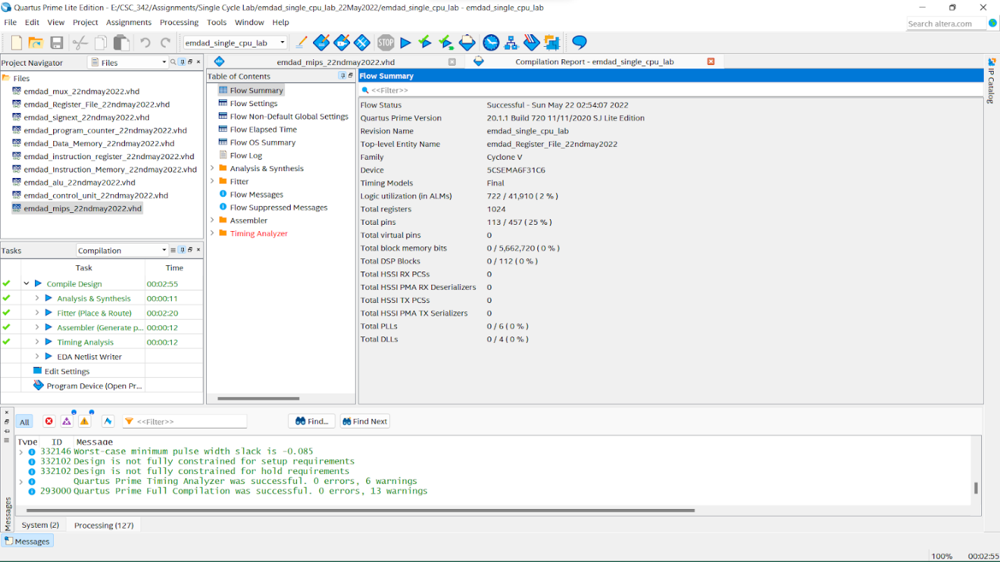 Quartus Prime Lite Edition - E:/CSC_342/Assignments/Single Cycle Lab/emdad_single_cpu_lab_22May2022/emdad_single_cpu_lab - emdad_single_cpu_lab
File Edit View Project Assignments Processing Tools Window Help
Search altera.com
emdad_single_cpu_lab
STOP
Project Navigator
Files
Files
emdad_mux_22ndmay2022.vhd
emdad_Register_File_22ndmay2022.vhd
emdad_signext_22ndmay2022.vhd
emdad_program_counter_22ndmay2022.vhd
emdad_Data_Memory_22ndmay2022.vhd
emdad_instruction_register_22ndmay2022.vhd
emdad_Instruction_Memory_22ndmay2022.vhd
emdad_alu_22ndmay2022.vhd
emdad_control_unit_22ndmay2022.vhd
emdad_mips_22ndmay2022.vhd
Tasks
Compilation
Task Time
Compile Design 00:02:55
Analysis & Synthesis 00:00:11
Fitter (Place & Route) 00:02:20
Assembler (Generate p... 00:00:12
Timing Analysis 00:00:12
EDA Netlist Writer
Edit Settings
Program Device (Open Pr...
emdad_mips_22ndmay2022.vhd
Compilation Report - emdad_single_cpu_lab
Table of Contents
Flow Summary
Flow Settings
Flow Non-Default Global Settings
Flow Elapsed Time
Flow OS Summary
Flow Log
Analysis & Synthesis
Fitter
Flow Messages
Flow Suppressed Messages
Assembler
Timing Analyzer
Flow Summary
<<Filter>>
Flow Status Successful - Sun May 22 02:54:07 2022
Quartus Prime Version 20.1.1 Build 720 11/11/2020 SJ Lite Edition
Revision Name emdad_single_cpu_lab
Top-level Entity Name emdad_Register_File_22ndmay2022
Family Cyclone V
Device 5CSEMA6F31C6
Timing Models Final
Logic utilization (in ALMs) 722 / 41,910 ( 2 % )
Total registers 1024
Total pins 113 / 457 ( 25 % )
Total virtual pins 0
Total block memory bits 0 / 5,662,720 ( 0 % )
Total DSP Blocks 0 / 112 ( 0 % )
Total HSSI RX PCSs 0
Total HSSI PMA RX Deserializers 0
Total HSSI TX PCSs 0
Total HSSI PMA TX Serializers 0
Total PLLs 0 / 6 ( 0 % )
Total DLLs 0 / 4 ( 0 % )
IP Catalog
All
<<Filter>>
Find...
Find Next
Type ID Message
332146 Worst-case minimum pulse width slack is -0.085
332102 Design is not fully constrained for setup requirements
332102 Design is not fully constrained for hold requirements
Quartus Prime Timing Analyzer was successful. 0 errors, 6 warnings
293000 Quartus Prime Full Compilation was successful. 0 errors, 13 warnings
Messages
System (2) Processing (127)
Messages
100% 00:02:55